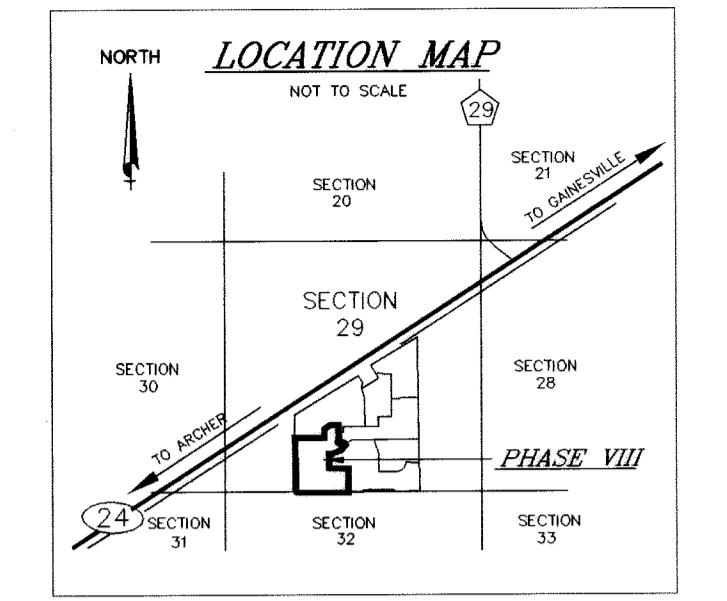 NORTH
LOCATION MAP
NOT TO SCALE
29
SECTION
21
TO GAINESVILLE
SECTION
20
SECTION
29
SECTION
30
SECTION
28
TO ARCHER
PHASE VIII
24
SECTION
31
SECTION
32
SECTION
33